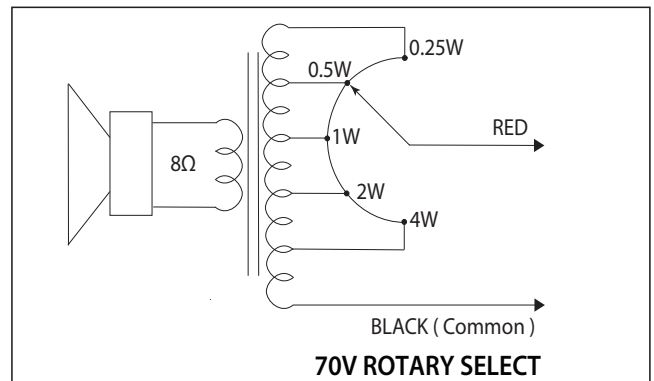 0.25W
0.5W
RED
1W
8Ω
2W
4W
BLACK ( Common )
70V ROTARY SELECT